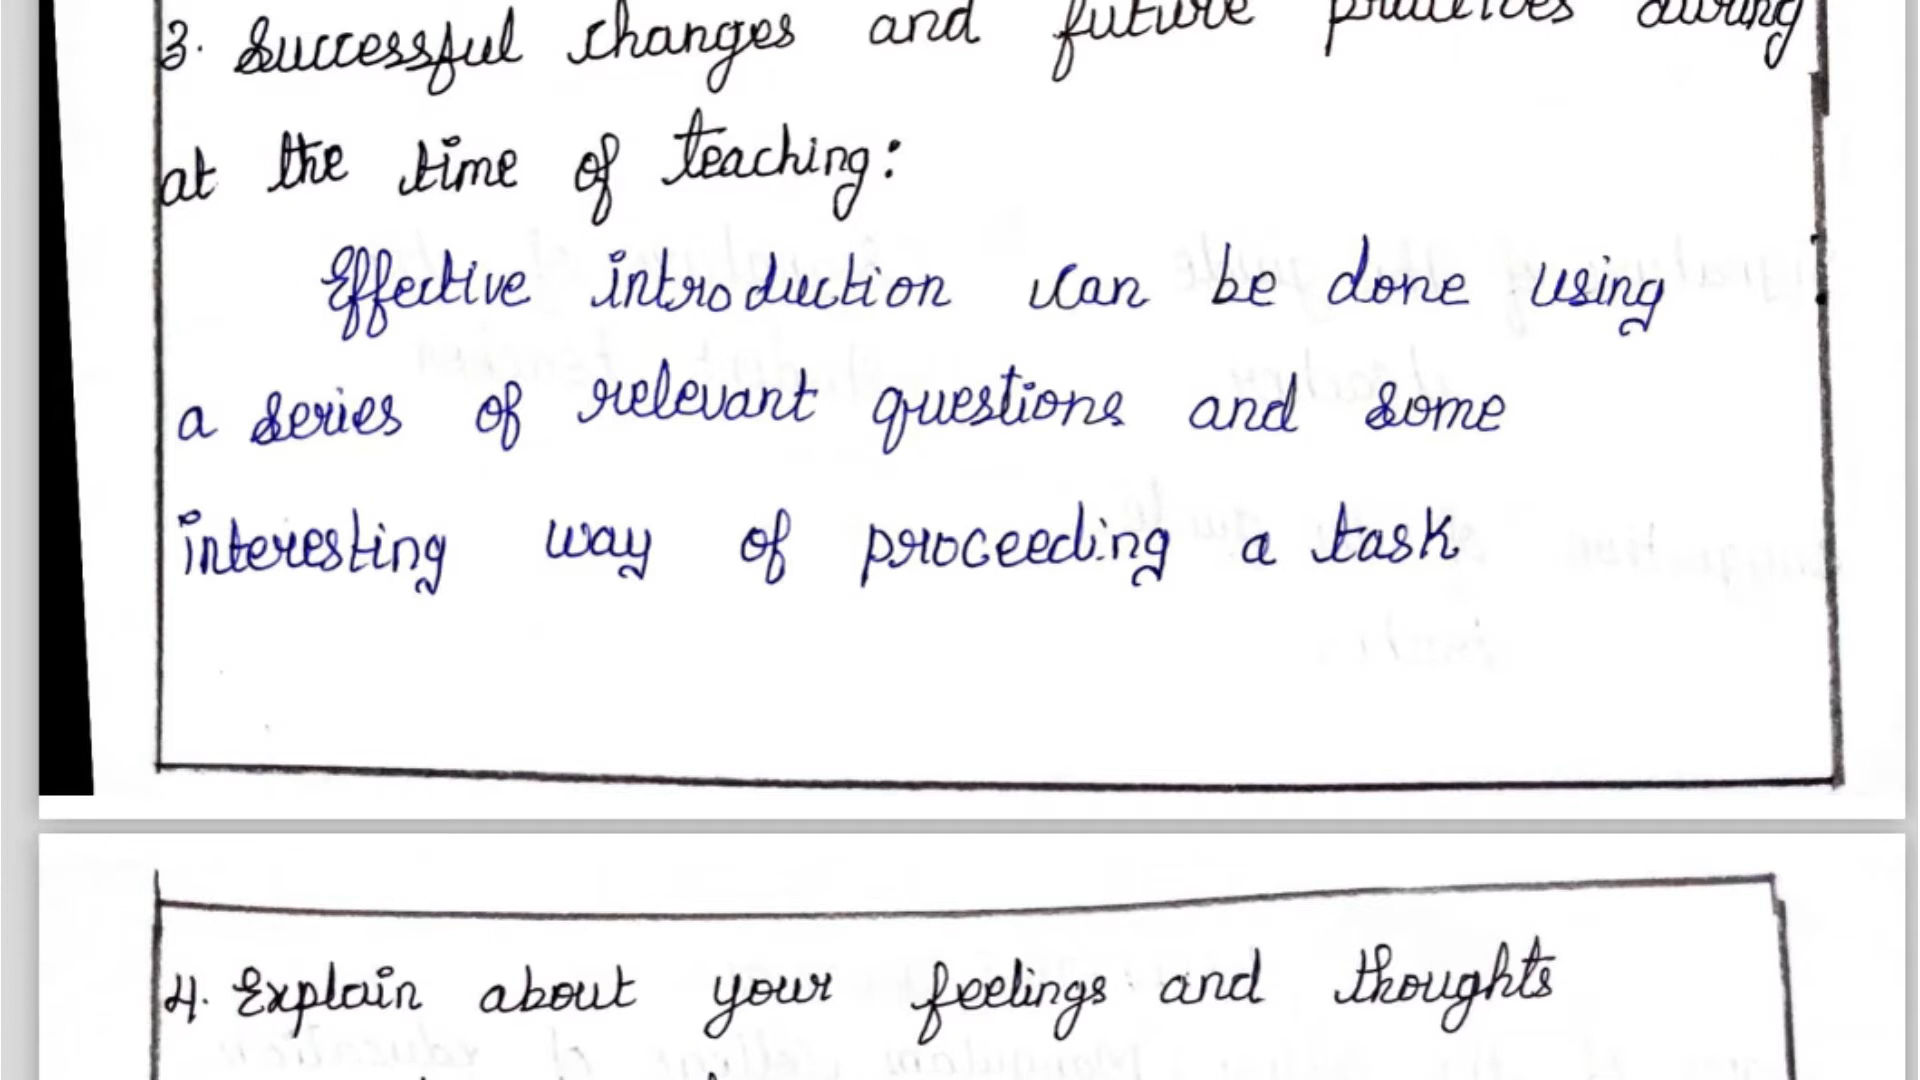 3. Successful changes and future practices during
at the time of teaching:
Effective introduction can be done using
a series of relevant questions and some
interesting way of proceeding a task
4. Explain about your feelings and thoughts